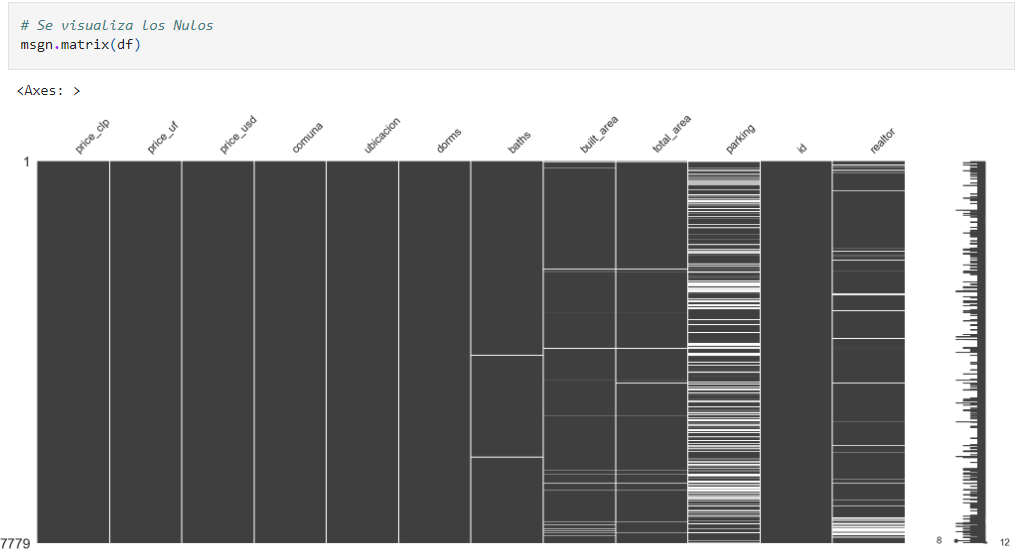 # Se visualiza los Nulos
msgn.matrix(df)
<Axes: >
price_clp
price_uf
price_usd
comuna
ubicacion
dorms
baths
built_area
total_area
parking
id
realtor
1
7779
8
12